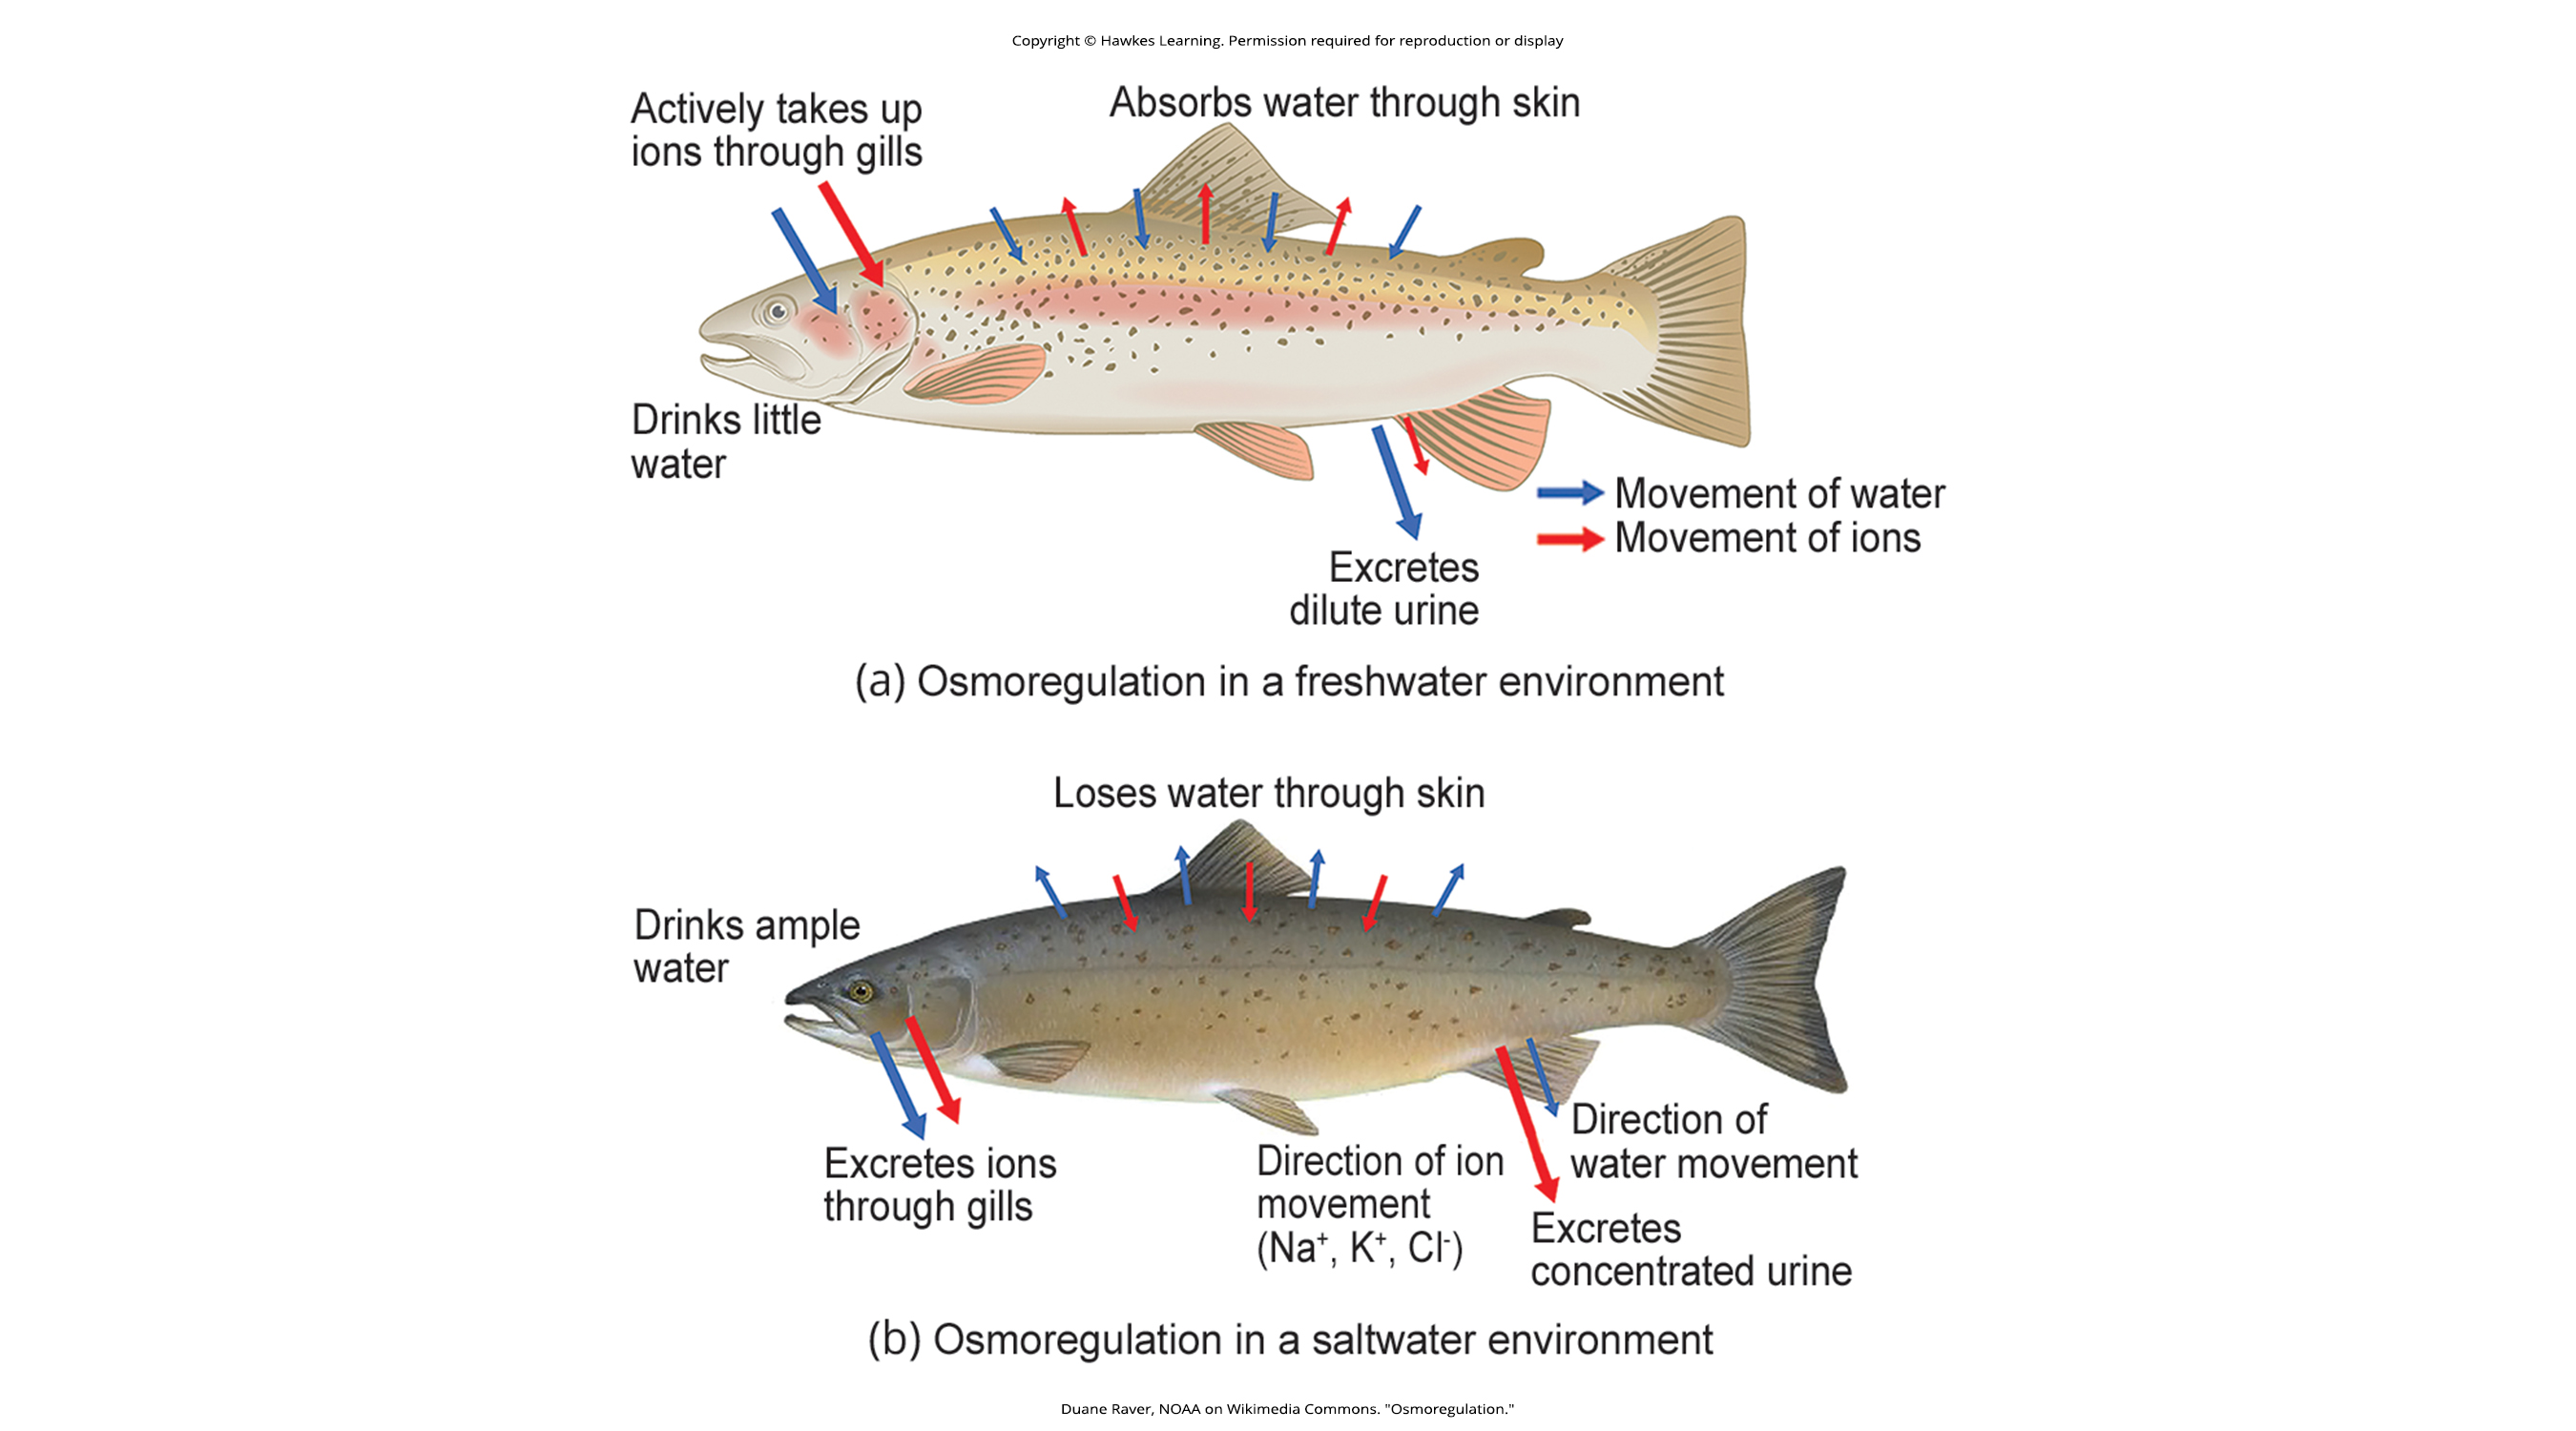 Copyright © Hawkes Learning. Permission required for reproduction or display
Actively takes up
ions through gills
Absorbs water through skin
Drinks little
water
Movement of water
Movement of ions
Excretes
dilute urine
(a) Osmoregulation in a freshwater environment
Loses water through skin
Drinks ample
water
Excretes ions
through gills
Direction of ion
movement
(Na⁺, K⁺, Cl⁻)
Direction of
water movement
Excretes
concentrated urine
(b) Osmoregulation in a saltwater environment
Duane Raver, NOAA on Wikimedia Commons. "Osmoregulation."